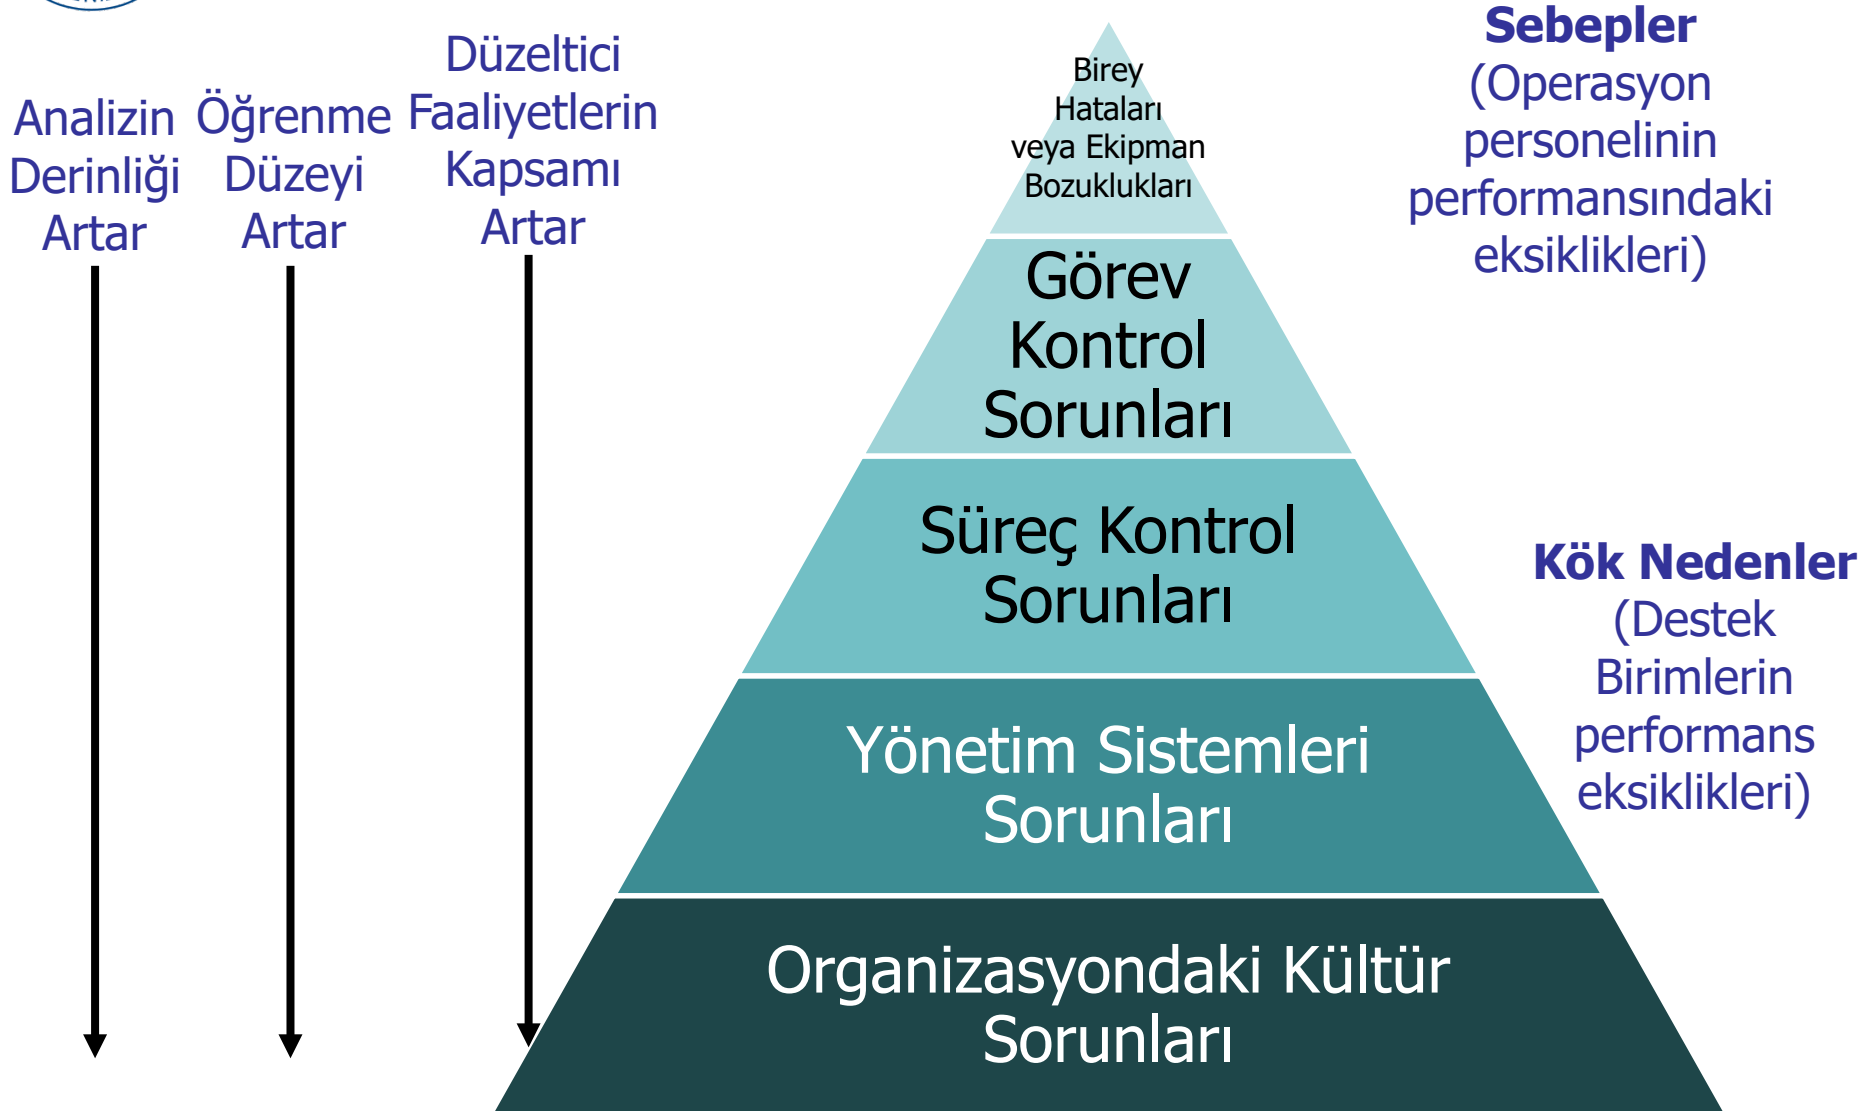 Analizin
Derinliği
Artar
Öğrenme
Düzeyi
Artar
Düzeltici
Faaliyetlerin
Kapsamı
Artar
Birey
Hataları
veya Ekipman
Bozuklukları
Görev
Kontrol
Sorunları
Süreç Kontrol
Sorunları
Yönetim Sistemleri
Sorunları
Organizasyondaki Kültür
Sorunları
Sebepler
(Operasyon
personelinin
performansındaki
eksiklikleri)
Kök Nedenler
(Destek
Birimlerin
performans
eksiklikleri)